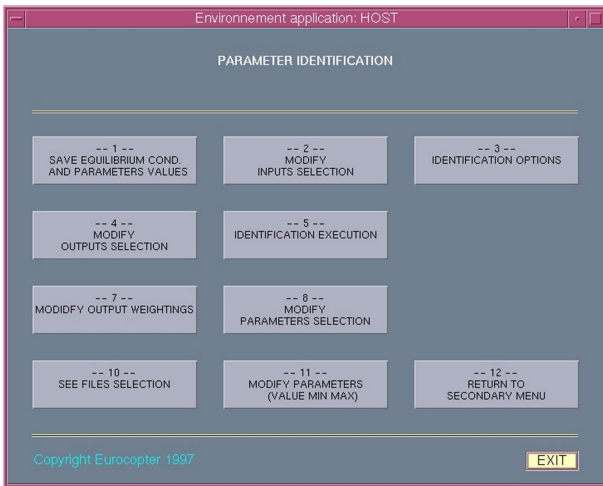 Environnement application: HOST
PARAMETER IDENTIFICATION
-- 1 --
SAVE EQUILIBRIUM COND.
AND PARAMETERS VALUES
-- 2 --
MODIFY
INPUTS SELECTION
-- 3 --
IDENTIFICATION OPTIONS
-- 4 --
MODIFY
OUTPUTS SELECTION
-- 5 --
IDENTIFICATION EXECUTION
-- 7 --
MODIDFY OUTPUT WEIGHTINGS
-- 8 --
MODIFY
PARAMETERS SELECTION
-- 10 --
SEE FILES SELECTION
-- 11 --
MODIFY PARAMETERS
(VALUE MIN MAX)
-- 12 --
RETURN TO
SECONDARY MENU
Copyright Eurocopter 1997
EXIT